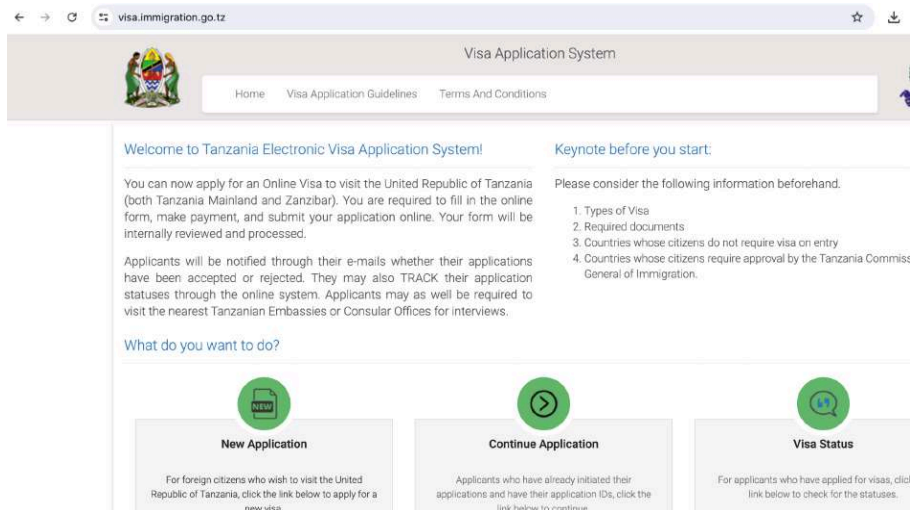 visa.immigration.go.tz
Visa Application System
Home Visa Application Guidelines Terms And Conditions
Welcome to Tanzania Electronic Visa Application System!
You can now apply for an Online Visa to visit the United Republic of Tanzania
(both Tanzania Mainland and Zanzibar). You are required to fill in the online
form, make payment, and submit your application online. Your form will be
internally reviewed and processed.
Applicants will be notified through their e-mails whether their applications
have been accepted or rejected. They may also TRACK their application
statuses through the online system. Applicants may as well be required to
visit the nearest Tanzanian Embassies or Consular Offices for interviews.
Keynote before you start:
Please consider the following information beforehand.
1. Types of Visa
2. Required documents
3. Countries whose citizens do not require visa on entry
4. Countries whose citizens require approval by the Tanzania Commiss
General of Immigration.
What do you want to do?
NEW
New Application
For foreign citizens who wish to visit the United
Republic of Tanzania, click the link below to apply for a
new visa
Continue Application
Applicants who have already initiated their
applications and have their application IDs, click the
link below to continue
Visa Status
For applicants who have applied for visas, clic
link below to check for the statuses.